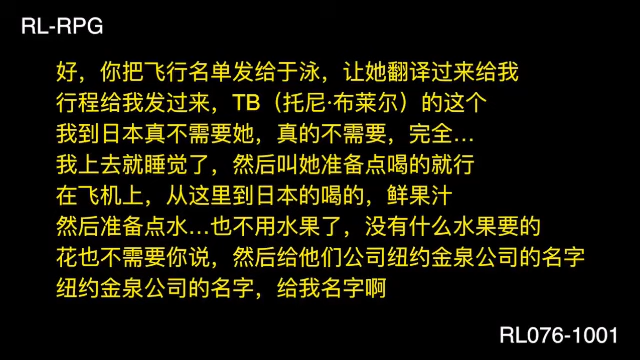 RL-RPG
好，你把飞行名单发给于泳，让她翻译过来给我
行程给我发过来，TB（托尼·布莱尔）的这个
我到日本真不需要她，真的不需要，完全…
我上去就睡觉了，然后叫她准备点喝的就行
在飞机上，从这里到日本的喝的，鲜果汁
然后准备点水…也不用水果了，没有什么水果要的
花也不需要你说，然后给他们公司纽约金泉公司的名字
纽约金泉公司的名字，给我名字啊
RL076-1001